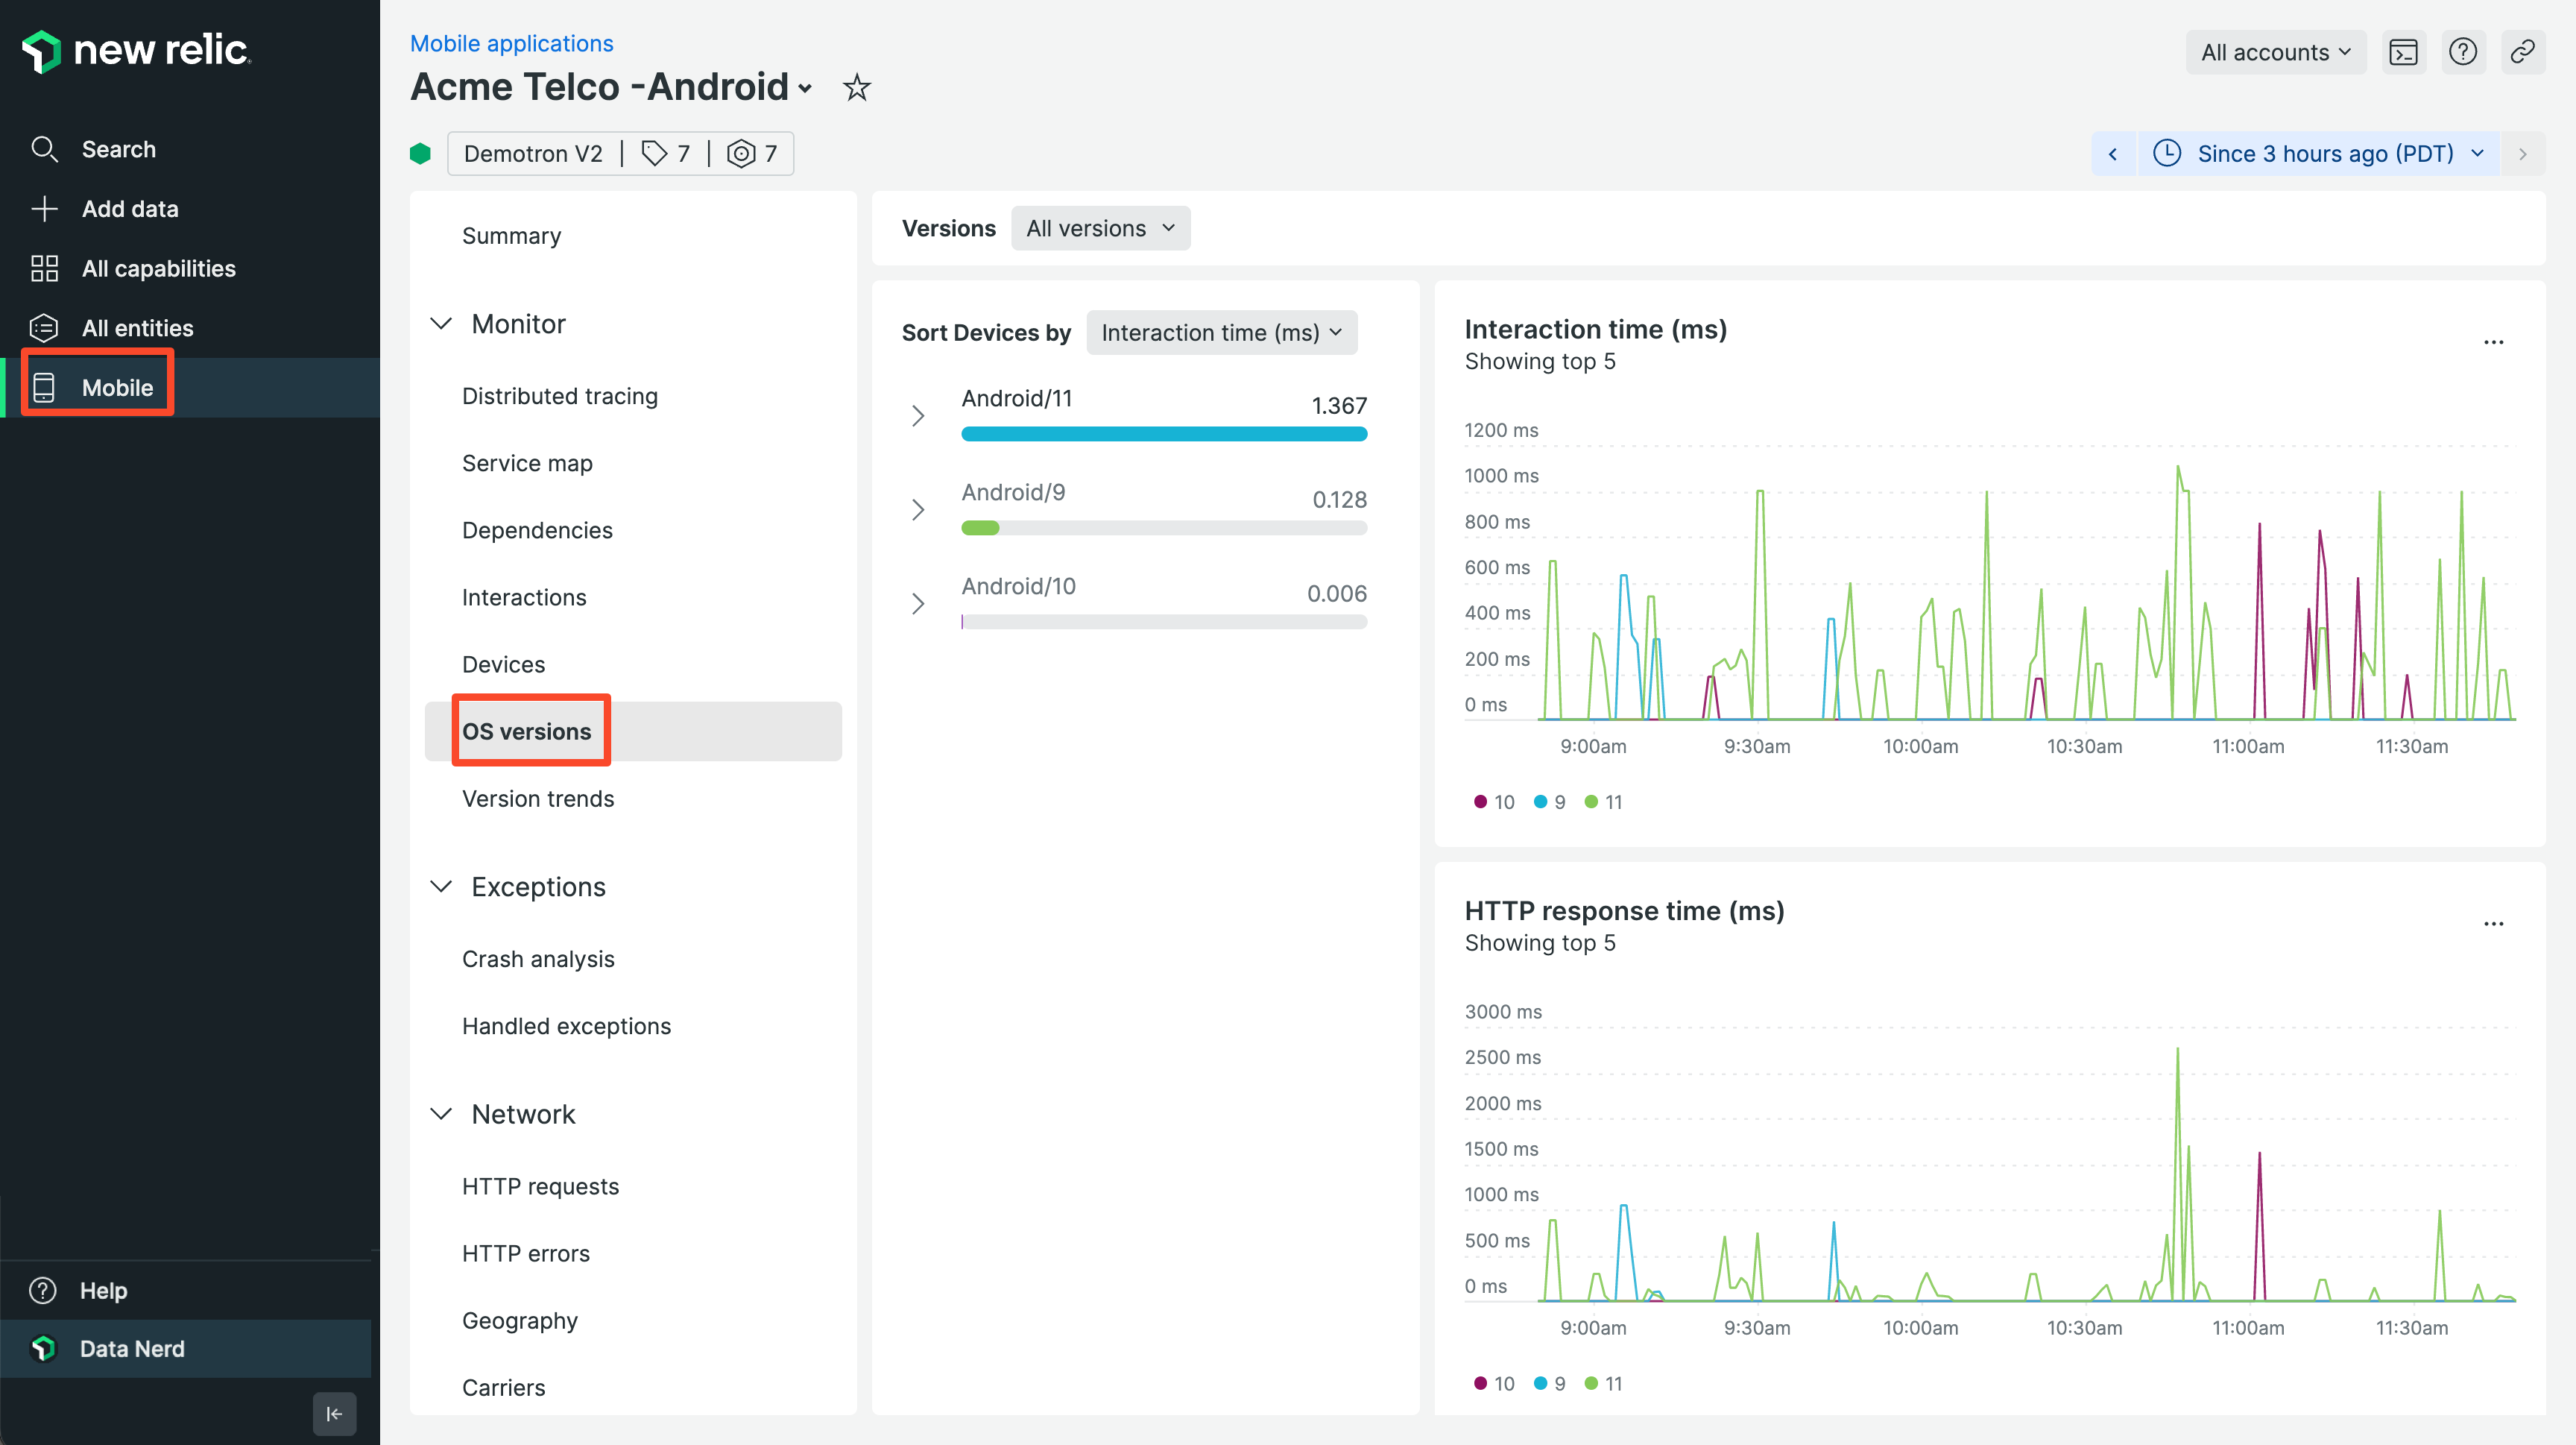 new relic.
Search
Add data
All capabilities
All entities
Mobile
Help
Data Nerd
Mobile applications
Acme Telco -Android
Demotron V2 | 7 | 7
All accounts
Since 3 hours ago (PDT)
Summary
Monitor
Distributed tracing
Service map
Dependencies
Interactions
Devices
OS versions
Version trends
Exceptions
Crash analysis
Handled exceptions
Network
HTTP requests
HTTP errors
Geography
Carriers
Versions All versions
Sort Devices by Interaction time (ms)
Android/11 1.367
Android/9 0.128
Android/10 0.006
Interaction time (ms)
Showing top 5
1200 ms
1000 ms
800 ms
600 ms
400 ms
200 ms
0 ms
9:00am 9:30am 10:00am 10:30am 11:00am 11:30am
10 9 11
HTTP response time (ms)
Showing top 5
3000 ms
2500 ms
2000 ms
1500 ms
1000 ms
500 ms
0 ms
9:00am 9:30am 10:00am 10:30am 11:00am 11:30am
10 9 11